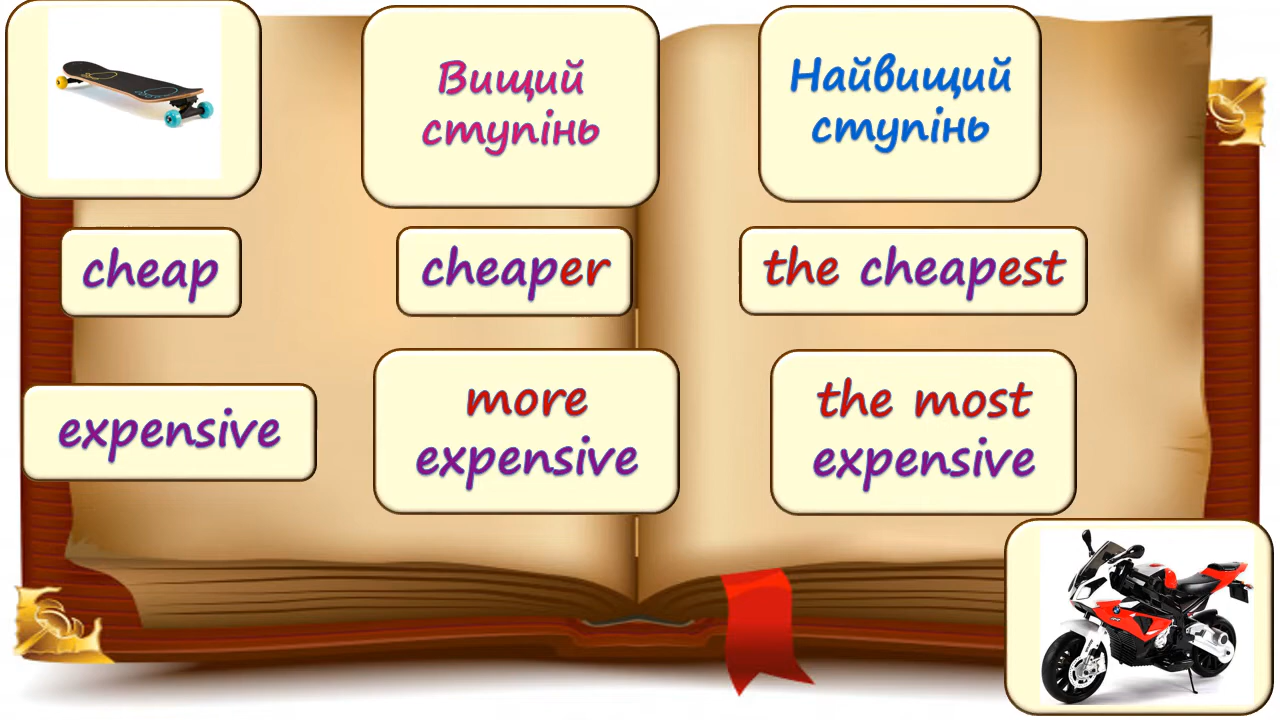 Вищий
ступінь
Найвищий
ступінь
cheap
cheaper
the cheapest
expensive
more
expensive
the most
expensive